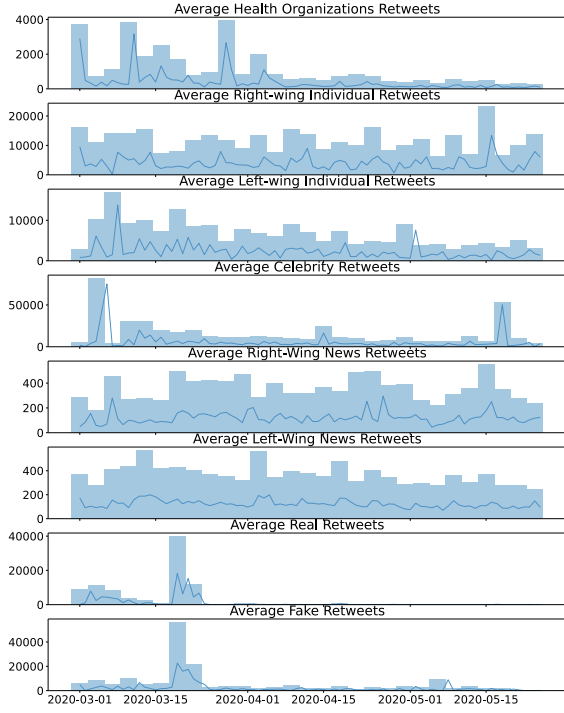 Average Health Organizations Retweets
4000
2000
0
Average Right-wing Individual Retweets
20000
10000
0
Average Left-wing Individual Retweets
10000
0
Average Celebrity Retweets
50000
0
Average Right-Wing News Retweets
400
200
0
Average Left-Wing News Retweets
400
200
0
Average Real Retweets
40000
20000
0
Average Fake Retweets
40000
20000
0
2020-03-01 2020-03-15 2020-04-01 2020-04-15 2020-05-01 2020-05-15